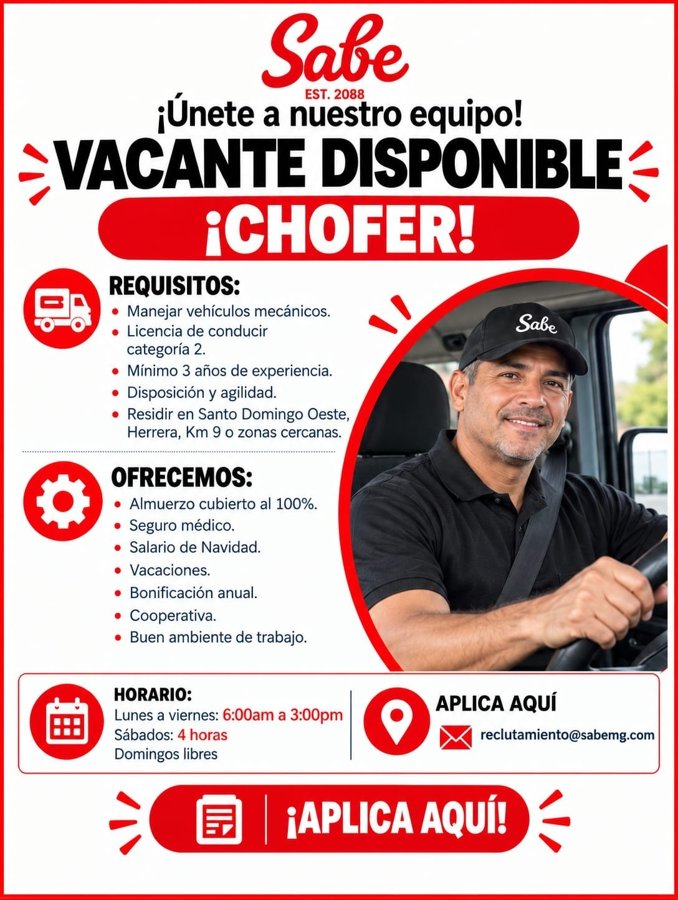 Sabe
EST. 2088
¡Únete a nuestro equipo!
VACANTE DISPONIBLE
¡CHOFER!
REQUISITOS:
• Manejar vehículos mecánicos.
• Licencia de conducir
categoría 2.
• Mínimo 3 años de experiencia.
• Disposición y agilidad.
• Residir en Santo Domingo Oeste,
Herrera, Km 9 o zonas cercanas.
Sabe
OFRECEMOS:
• Almuerzo cubierto al 100%.
• Seguro médico.
• Salario de Navidad.
• Vacaciones.
• Bonificación anual.
• Cooperativa.
• Buen ambiente de trabajo.
HORARIO:
Lunes a viernes: 6:00am a 3:00pm
Sábados: 4 horas
Domingos libres
APLICA AQUÍ
reclutamiento@sabemg.com
¡APLICA AQUÍ!